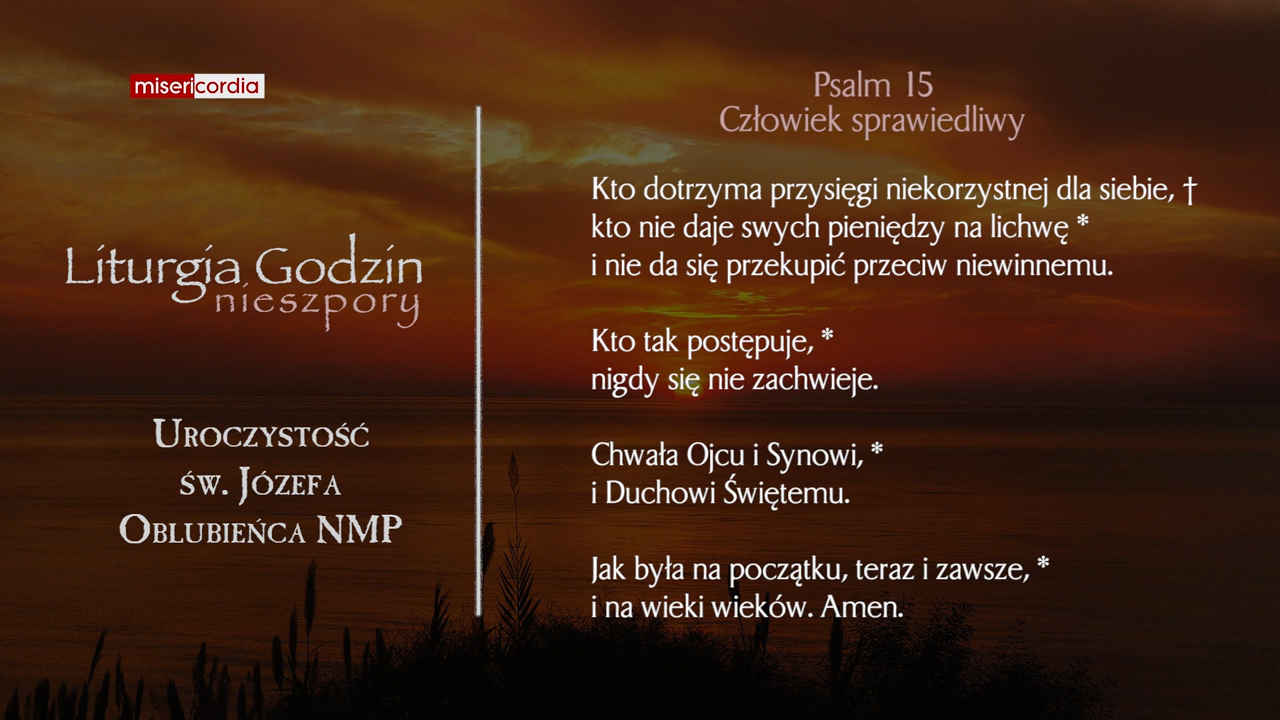 misericordia
Liturgia Godzin
nieszpory
Uroczystość
św. Józefa
Oblubieńca NMP
Psalm 15
Człowiek sprawiedliwy
Kto dotrzyma przysięgi niekorzystnej dla siebie, †
kto nie daje swych pieniędzy na lichwę *
i nie da się przekupić przeciw niewinnemu.
Kto tak postępuje, *
nigdy się nie zachwieje.
Chwała Ojcu i Synowi, *
i Duchowi Świętemu.
Jak była na początku, teraz i zawsze, *
i na wieki wieków. Amen.